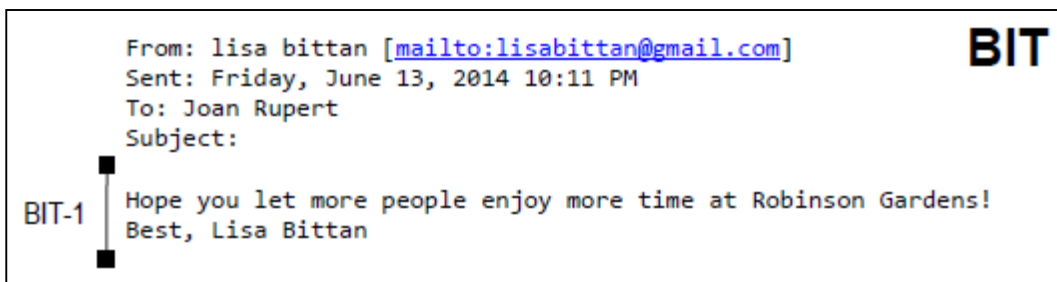 BIT
From: lisa bittan [mailto:lisabittan@gmail.com]
Sent: Friday, June 13, 2014 10:11 PM
To: Joan Rupert
Subject:
BIT-1
Hope you let more people enjoy more time at Robinson Gardens!
Best, Lisa Bittan